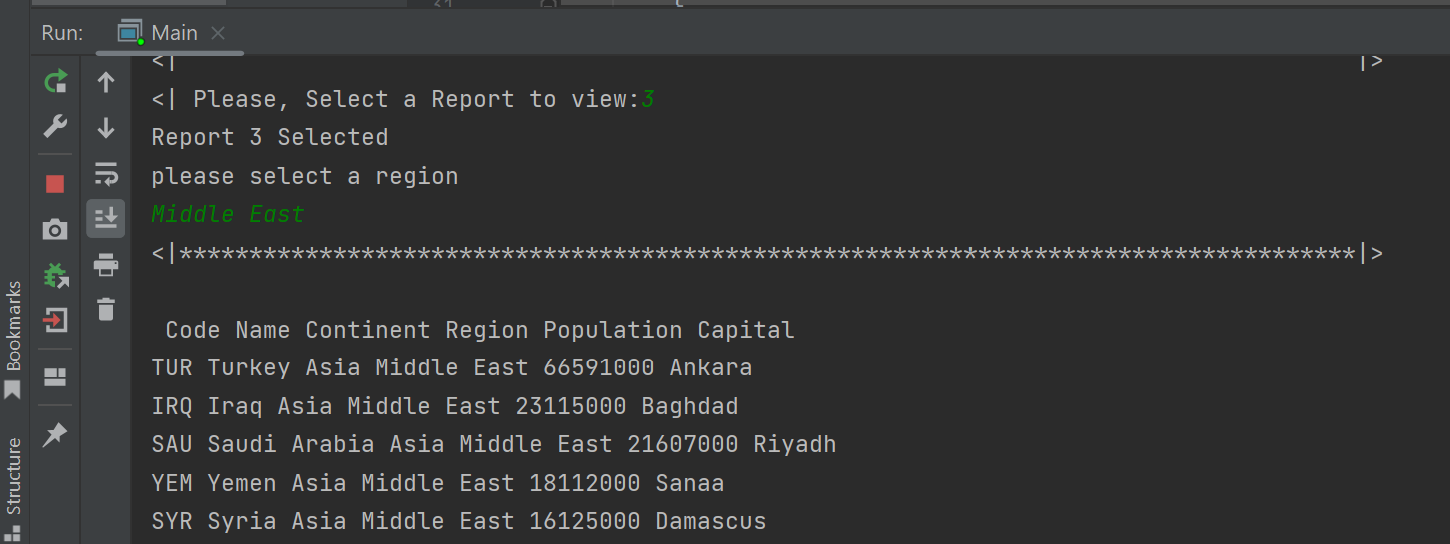 Run: Main
<| |>
<| Please, Select a Report to view:3
Report 3 Selected
please select a region
Middle East
<|************************************************************************************|>
Code Name Continent Region Population Capital
TUR Turkey Asia Middle East 66591000 Ankara
IRQ Iraq Asia Middle East 23115000 Baghdad
SAU Saudi Arabia Asia Middle East 21607000 Riyadh
YEM Yemen Asia Middle East 18112000 Sanaa
SYR Syria Asia Middle East 16125000 Damascus
Bookmarks
Structure